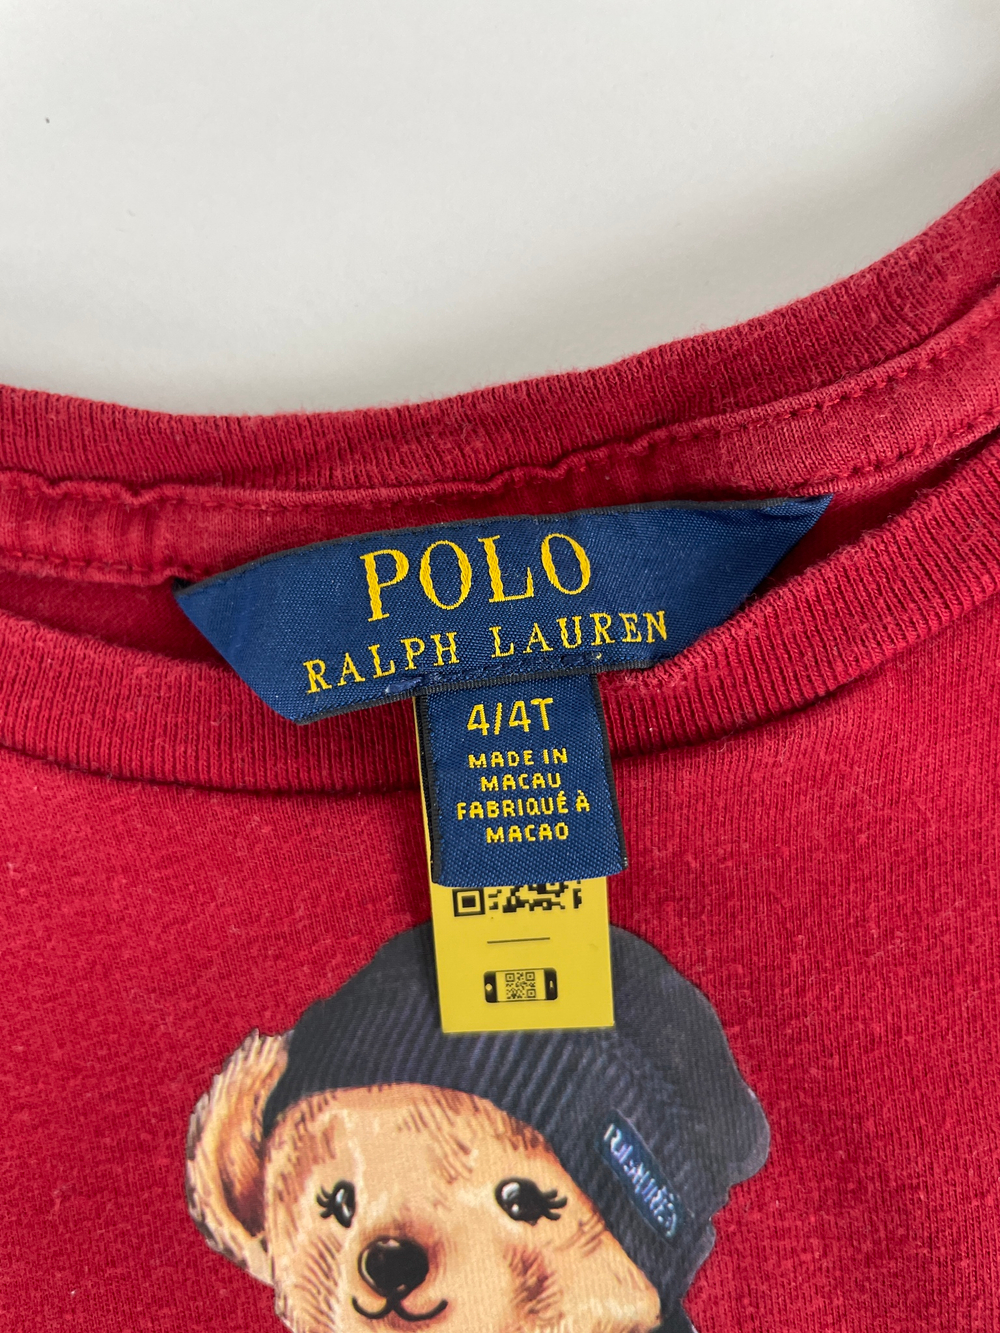 POLO
RALPH LAUREN
4/4T
MADE IN
MACAU
FABRIQUÉ À
MACAO